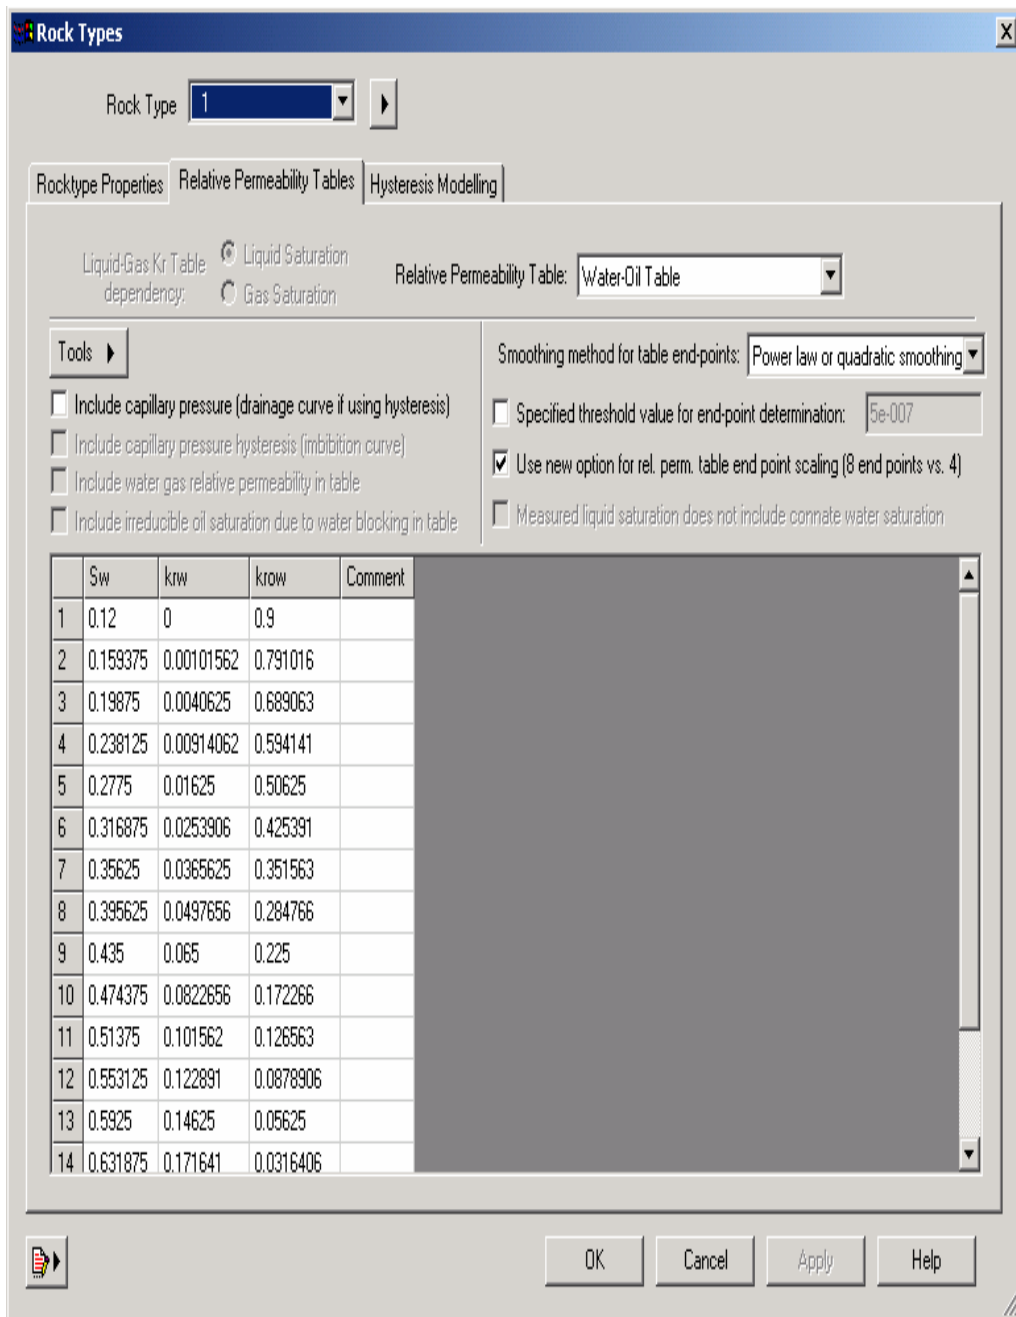 Rock Types
Rock Type 1
Rocktype Properties Relative Permeability Tables Hysteresis Modelling
Liquid-Gas Kr Table dependency:
Liquid Saturation
Gas Saturation
Relative Permeability Table: Water-Oil Table
Tools
Include capillary pressure (drainage curve if using hysteresis)
Include capillary pressure hysteresis (imbibition curve)
Include water gas relative permeability in table
Include irreducible oil saturation due to water blocking in table
Smoothing method for table end-points: Power law or quadratic smoothing
Specified threshold value for end-point determination: 5e-007
Use new option for rel. perm. table end point scaling (8 end points vs. 4)
Measured liquid saturation does not include connate water saturation
Sw krw krow Comment
1 0.12 0 0.9
2 0.159375 0.00101562 0.791016
3 0.19875 0.0040625 0.689063
4 0.238125 0.00914062 0.594141
5 0.2775 0.01625 0.50625
6 0.316875 0.0253906 0.425391
7 0.35625 0.0365625 0.351563
8 0.395625 0.0497656 0.284766
9 0.435 0.065 0.225
10 0.474375 0.0822656 0.172266
11 0.51375 0.101562 0.126563
12 0.553125 0.122891 0.0878906
13 0.5925 0.14625 0.05625
14 0.631875 0.171641 0.0316406
OK Cancel Apply Help